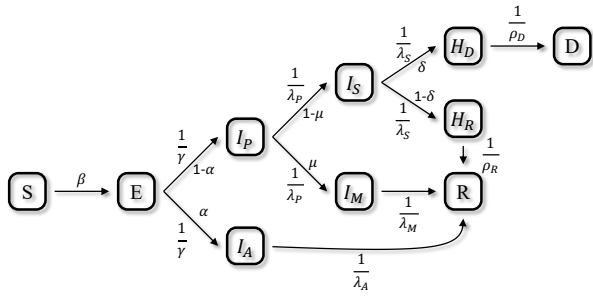 1/λ_S
H_D
1/ρ_D
D
δ
1/λ_P
I_S
1-μ
1-δ
1/λ_S
H_R
1/γ
I_P
1-α
μ
1/ρ_R
S
β
E
1/λ_P
I_M
R
α
1/λ_M
1/γ
I_A
1/λ_A